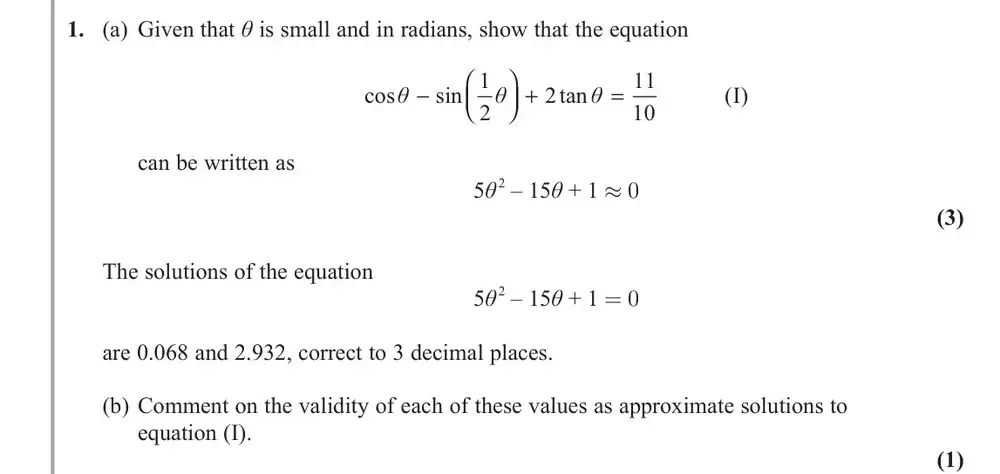 1. (a) Given that θ is small and in radians, show that the equation
cosθ − sin(1/2 θ) + 2 tan θ = 11/10 (I)
can be written as
5θ² – 15θ + 1 ≈ 0
(3)
The solutions of the equation
5θ² – 15θ + 1 = 0
are 0.068 and 2.932, correct to 3 decimal places.
(b) Comment on the validity of each of these values as approximate solutions to
equation (I).
(1)